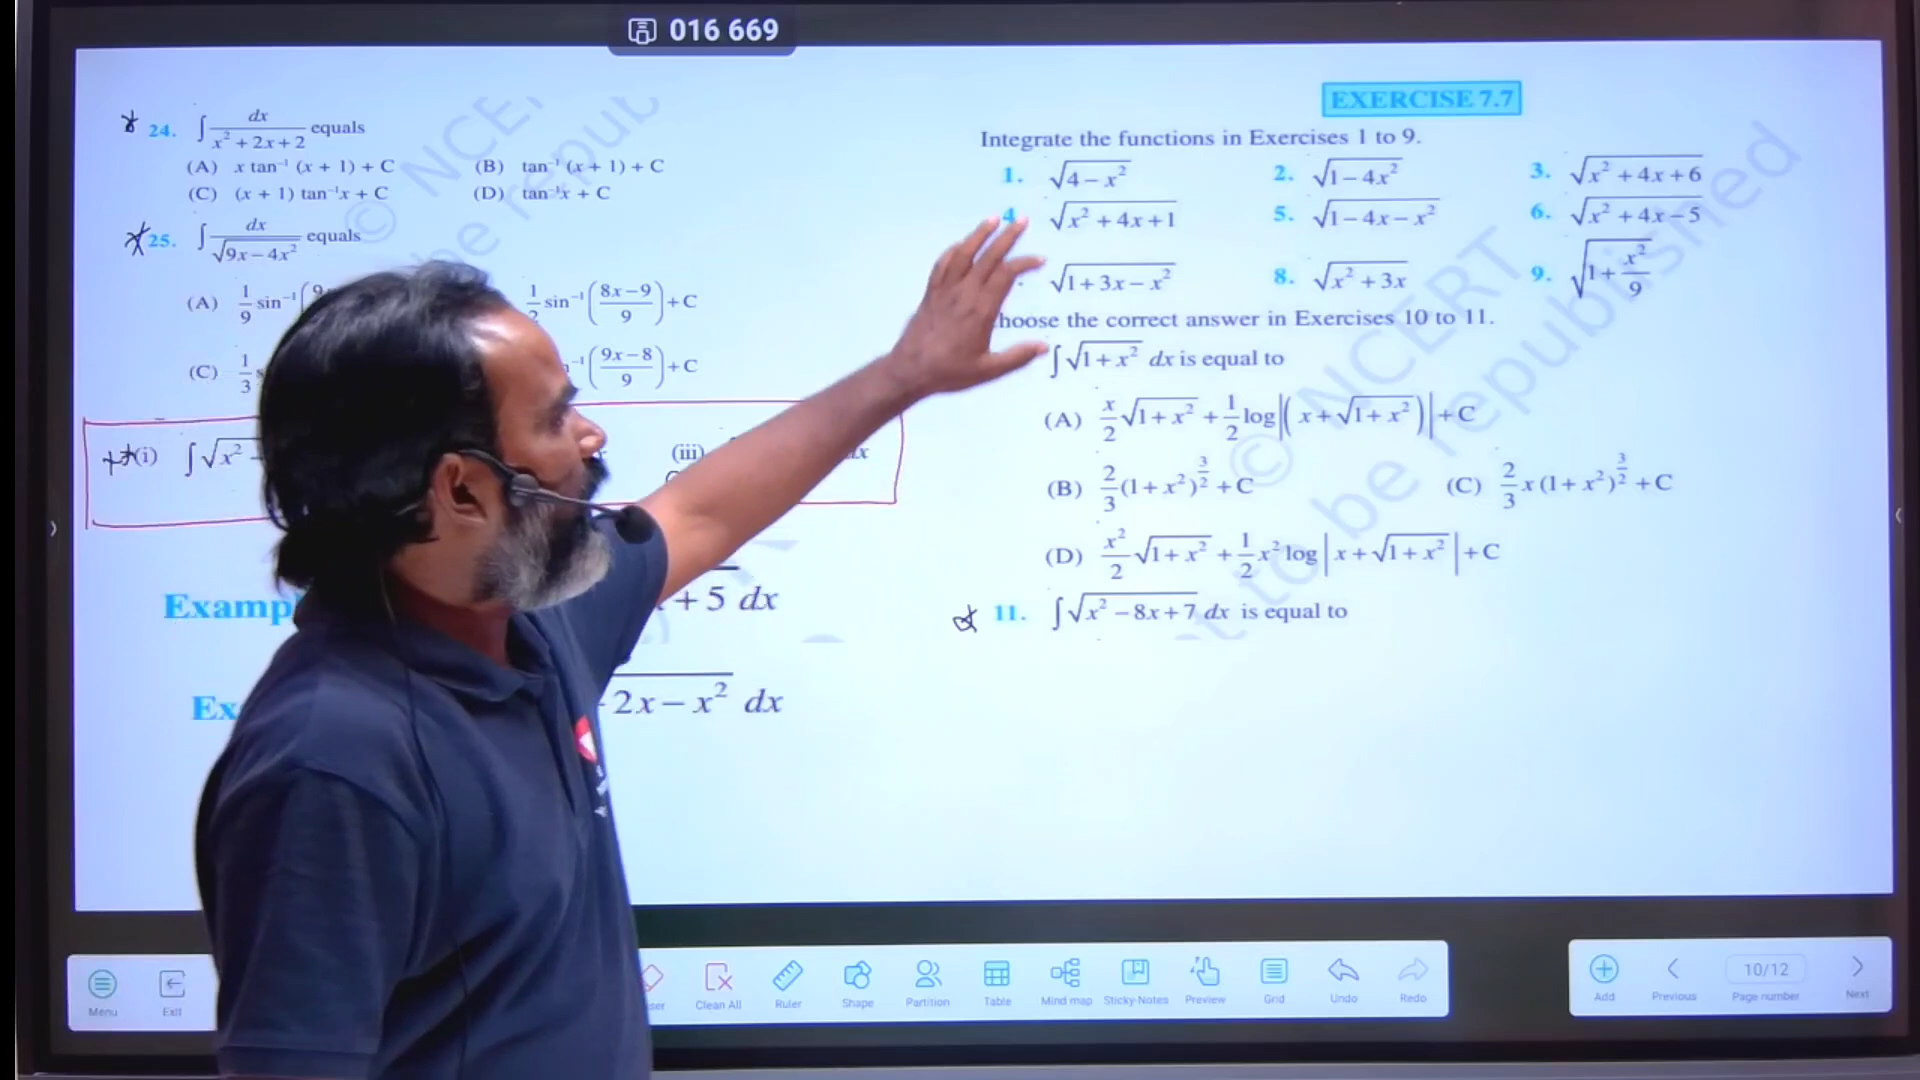 016 669
24. ∫ dx/(x² + 2x + 2) equals
(A) x tan⁻¹ (x + 1) + C (B) tan⁻¹ (x + 1) + C
(C) (x + 1) tan⁻¹x + C (D) tan⁻¹x + C
25. ∫ dx/√(9x – 4x²) equals
(A) 1/9 sin⁻¹ 1/2 sin⁻¹((8x – 9)/9) + C
(C) 1/3 ((9x – 8)/9) + C
(i) ∫√x² (iii) dx
+ 5 dx
2x – x² dx
EXERCISE 7.7
Integrate the functions in Exercises 1 to 9.
1. √(4 – x²) 2. √(1 – 4x²) 3. √(x² + 4x + 6)
4. √(x² + 4x + 1) 5. √(1 – 4x – x²) 6. √(x² + 4x – 5)
√(1 + 3x – x²) 8. √(x² + 3x) 9. √(1 + x²/9)
the correct answer in Exercises 10 to 11.
∫√(1 + x²) dx is equal to
(A) x/2 √(1 + x²) + 1/2 log|(x + √(1 + x²))| + C
(B) 2/3 (1 + x²)^(3/2) + C (C) 2/3 x (1 + x²)^(3/2) + C
(D) x²/2 √(1 + x²) + 1/2 x² log|x + √(1 + x²)| + C
11. ∫√(x² – 8x + 7) dx is equal to
© NCERT
not to be republished
Menu Exit Clean All Ruler Shape Partition Table Mind map Sticky-Notes Preview Grid Undo Redo Add Previous 10/12 Page number Next